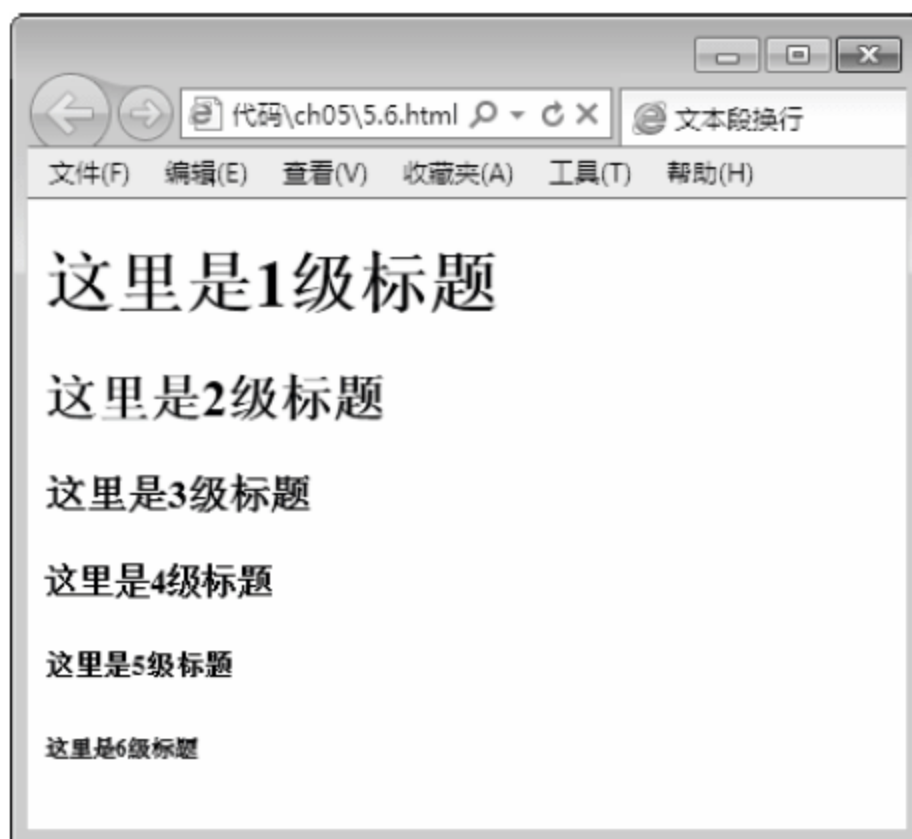 代码\ch05\5.6.html
文本段换行
文件(F) 编辑(E) 查看(V) 收藏夹(A) 工具(T) 帮助(H)
这里是1级标题
这里是2级标题
这里是3级标题
这里是4级标题
这里是5级标题
这里是6级标题